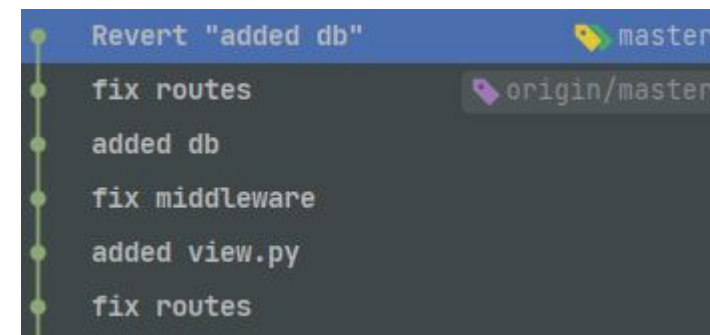 Revert "added db" master
fix routes origin/master
added db
fix middleware
added view.py
fix routes